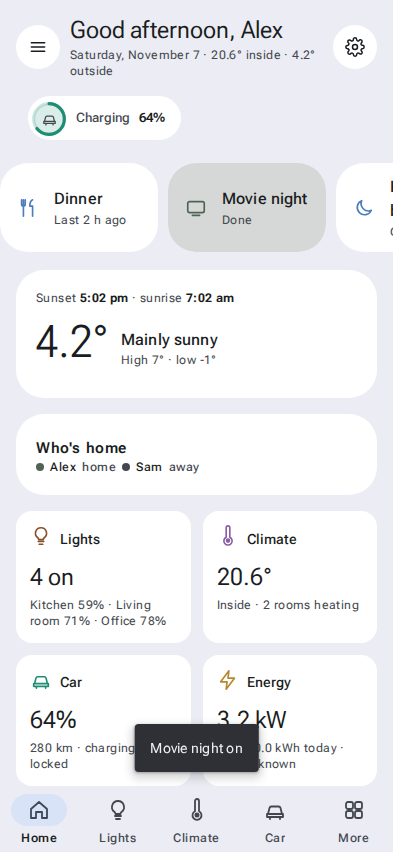 Good afternoon, Alex
Saturday, November 7 · 20.6° inside · 4.2°
outside
Charging 64%
Dinner
Last 2 h ago
Movie night
Done
Sunset 5:02 pm · sunrise 7:02 am
4.2°
Mainly sunny
High 7° · low -1°
Who's home
Alex home Sam away
Lights
4 on
Kitchen 59% · Living
room 71% · Office 78%
Climate
20.6°
Inside · 2 rooms heating
Car
64%
280 km · charging
locked
Energy
3.2 kW
.0 kWh today ·
known
Movie night on
Home
Lights
Climate
Car
More